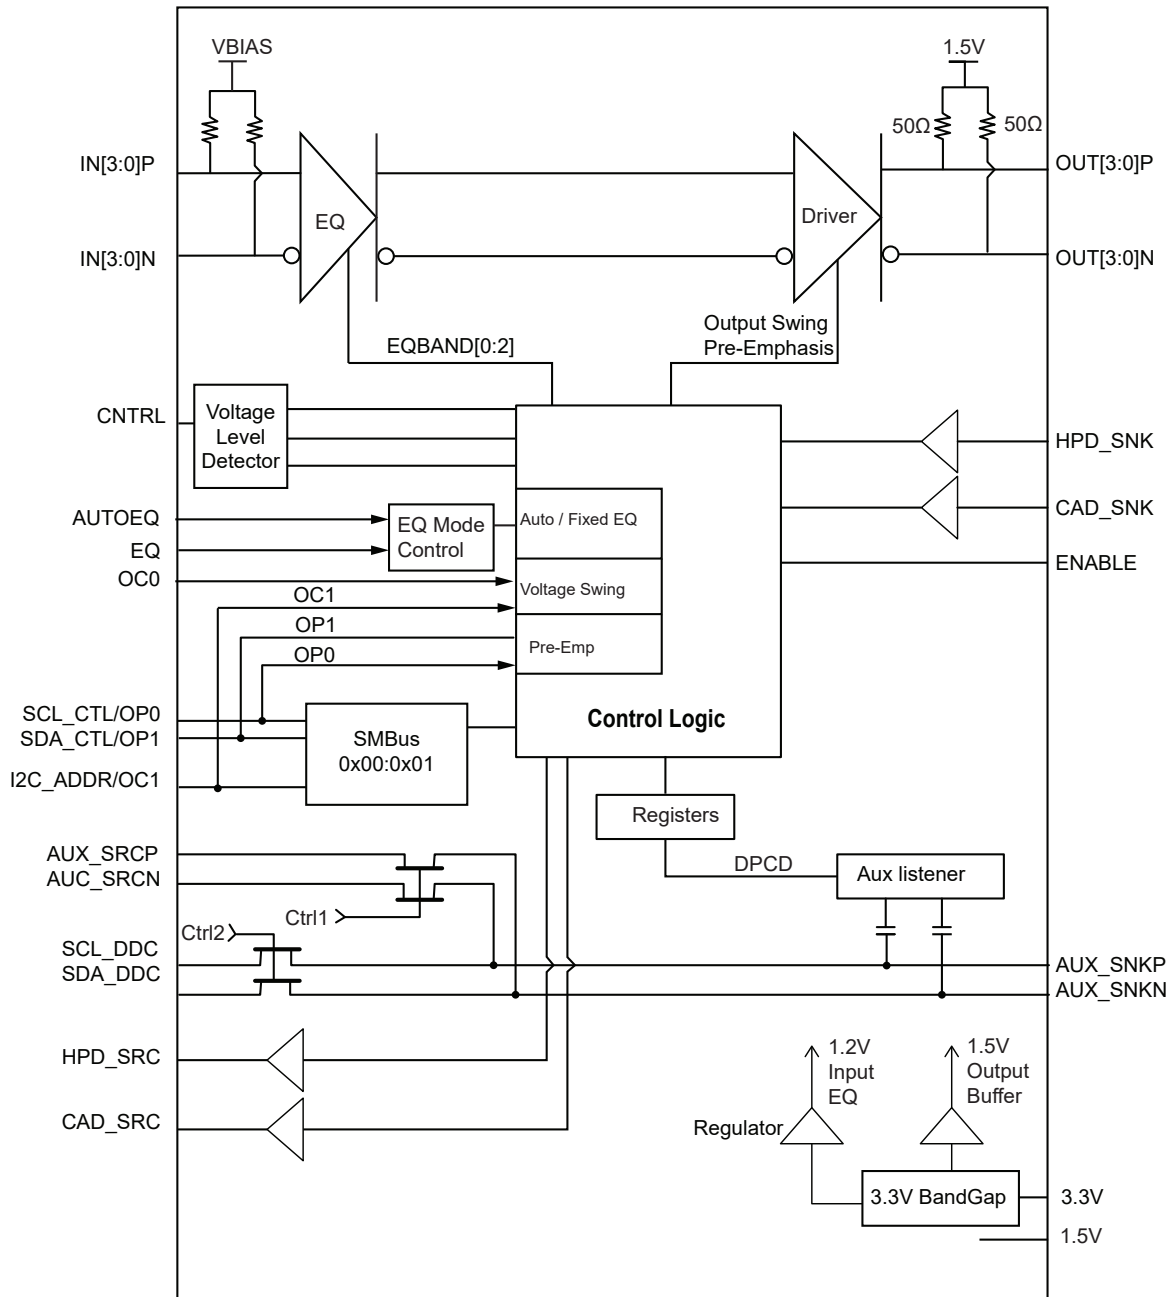 VBIAS
1.5V
50Ω
50Ω
IN[3:0]P
OUT[3:0]P
EQ
Driver
IN[3:0]N
OUT[3:0]N
EQBAND[0:2]
Output Swing
Pre-Emphasis
CNTRL
Voltage
Level
Detector
HPD_SNK
CAD_SNK
AUTOEQ
EQ
EQ Mode
Control
Auto / Fixed EQ
ENABLE
OC0
OC1
Voltage Swing
OP1
OP0
Pre-Emp
Control Logic
SCL_CTL/OP0
SDA_CTL/OP1
I2C_ADDR/OC1
SMBus
0x00:0x01
Registers
DPCD
Aux listener
AUX_SRCP
AUC_SRCN
Ctrl1
Ctrl2
SCL_DDC
SDA_DDC
AUX_SNKP
AUX_SNKN
HPD_SRC
CAD_SRC
1.2V
Input
EQ
1.5V
Output
Buffer
Regulator
3.3V BandGap
3.3V
1.5V